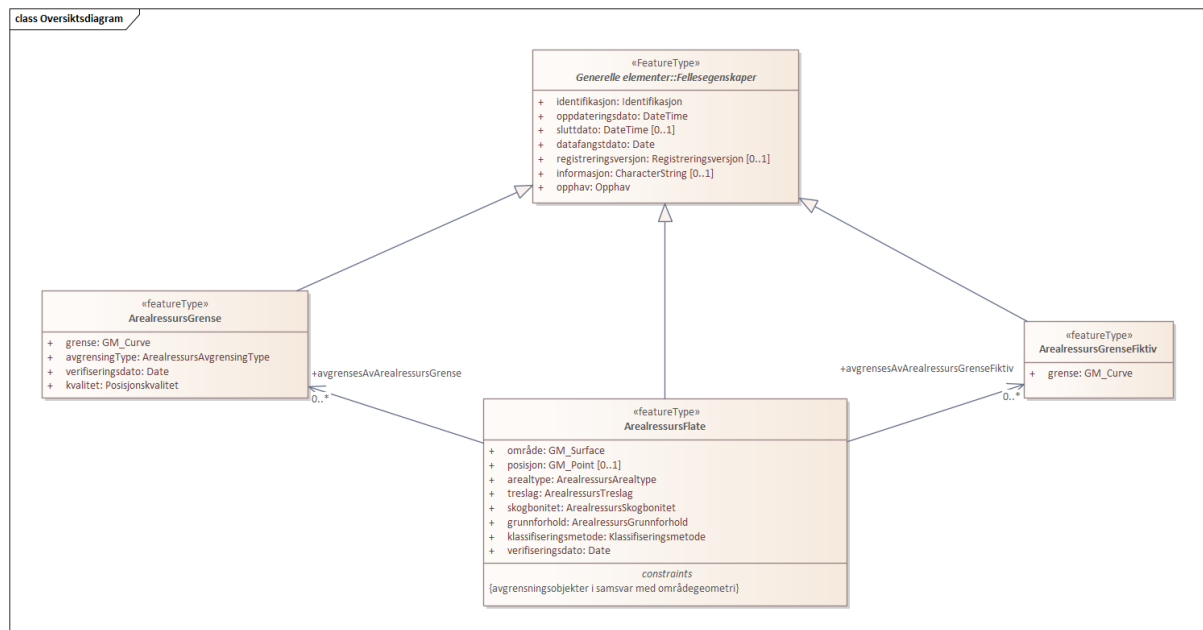 class Oversiktsdiagram
«FeatureType»
Generelle elementer::Fellesegenskaper
+ identifikasjon: Identifikasjon
+ oppdateringsdato: DateTime
+ sluttdato: DateTime [0..1]
+ datafangstdato: Date
+ registreringsversjon: Registreringsversjon [0..1]
+ informasjon: CharacterString [0..1]
+ opphav: Opphav
«featureType»
ArealressursGrense
+ grense: GM_Curve
+ avgrensingType: ArealressursAvgrensingType
+ verifiseringsdato: Date
+ kvalitet: Posisjonskvalitet
«featureType»
ArealressursGrenseFiktiv
+ grense: GM_Curve
+avgrensesAvArealressursGrense
0..*
+avgrensesAvArealressursGrenseFiktiv
0..*
«featureType»
ArealressursFlate
+ område: GM_Surface
+ posisjon: GM_Point [0..1]
+ arealtype: ArealressursArealtype
+ treslag: ArealressursTreslag
+ skogbonitet: ArealressursSkogbonitet
+ grunnforhold: ArealressursGrunnforhold
+ klassifiseringsmetode: Klassifiseringsmetode
+ verifiseringsdato: Date
constraints
{avgrensningsobjekter i samsvar med områdegeometri}